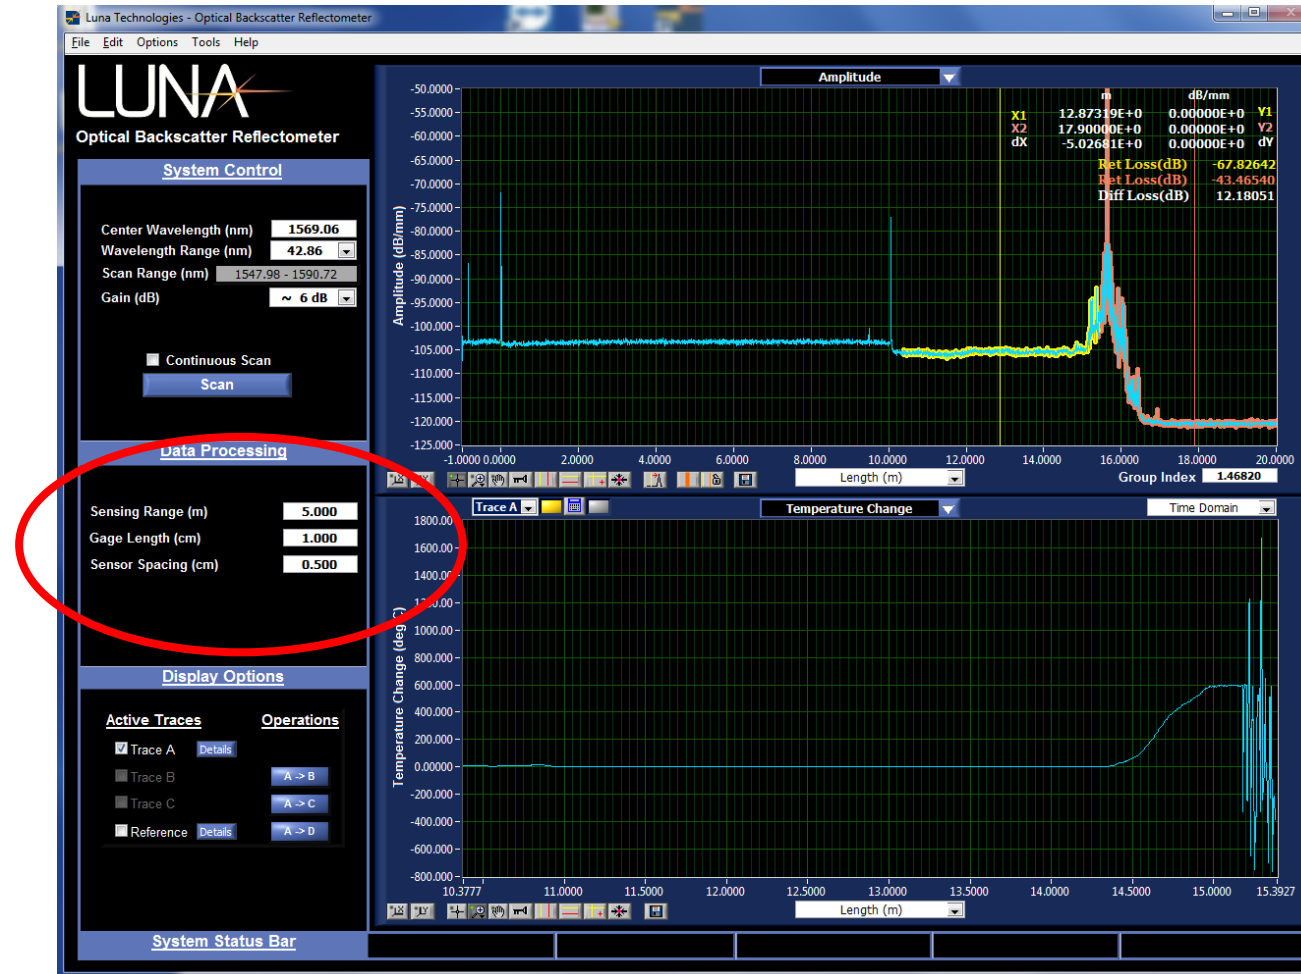 Luna Technologies - Optical Backscatter Reflectometer
File Edit Options Tools Help
LUNA
Optical Backscatter Reflectometer
System Control
Center Wavelength (nm) 1569.06
Wavelength Range (nm) 42.86
Scan Range (nm) 1547.98 - 1590.72
Gain (dB) ~ 6 dB
Continuous Scan
Scan
Data Processing
Sensing Range (m) 5.000
Gage Length (cm) 1.000
Sensor Spacing (cm) 0.500
Display Options
Active Traces Operations
Trace A Details
Trace B A -> B
Trace C A -> C
Reference Details A -> D
System Status Bar
Amplitude
m dB/mm
X1 12.87319E+0 0.00000E+0 Y1
X2 17.90000E+0 0.00000E+0 Y2
dX -5.02681E+0 0.00000E+0 dY
Ret Loss(dB) -67.82642
Ret Loss(dB) -43.46540
Diff Loss(dB) 12.18051
Amplitude (dB/mm)
-50.0000
-55.0000
-60.0000
-65.0000
-70.0000
-75.0000
-80.0000
-85.0000
-90.0000
-95.0000
-100.000
-105.000
-110.000
-115.000
-120.000
-125.000
-1.0000 0.0000 2.0000 4.0000 6.0000 8.0000 10.0000 12.0000 14.0000 16.0000 18.0000 20.0000
Length (m)
Group Index 1.46820
Trace A
Temperature Change
Time Domain
Temperature Change (deg C)
1800.00
1600.00
1400.00
1000.00
800.000
600.000
400.000
200.000
0.00000
-200.000
-400.000
-600.000
-800.000
10.3777 11.0000 11.5000 12.0000 12.5000 13.0000 13.5000 14.0000 14.5000 15.0000 15.3927
Length (m)